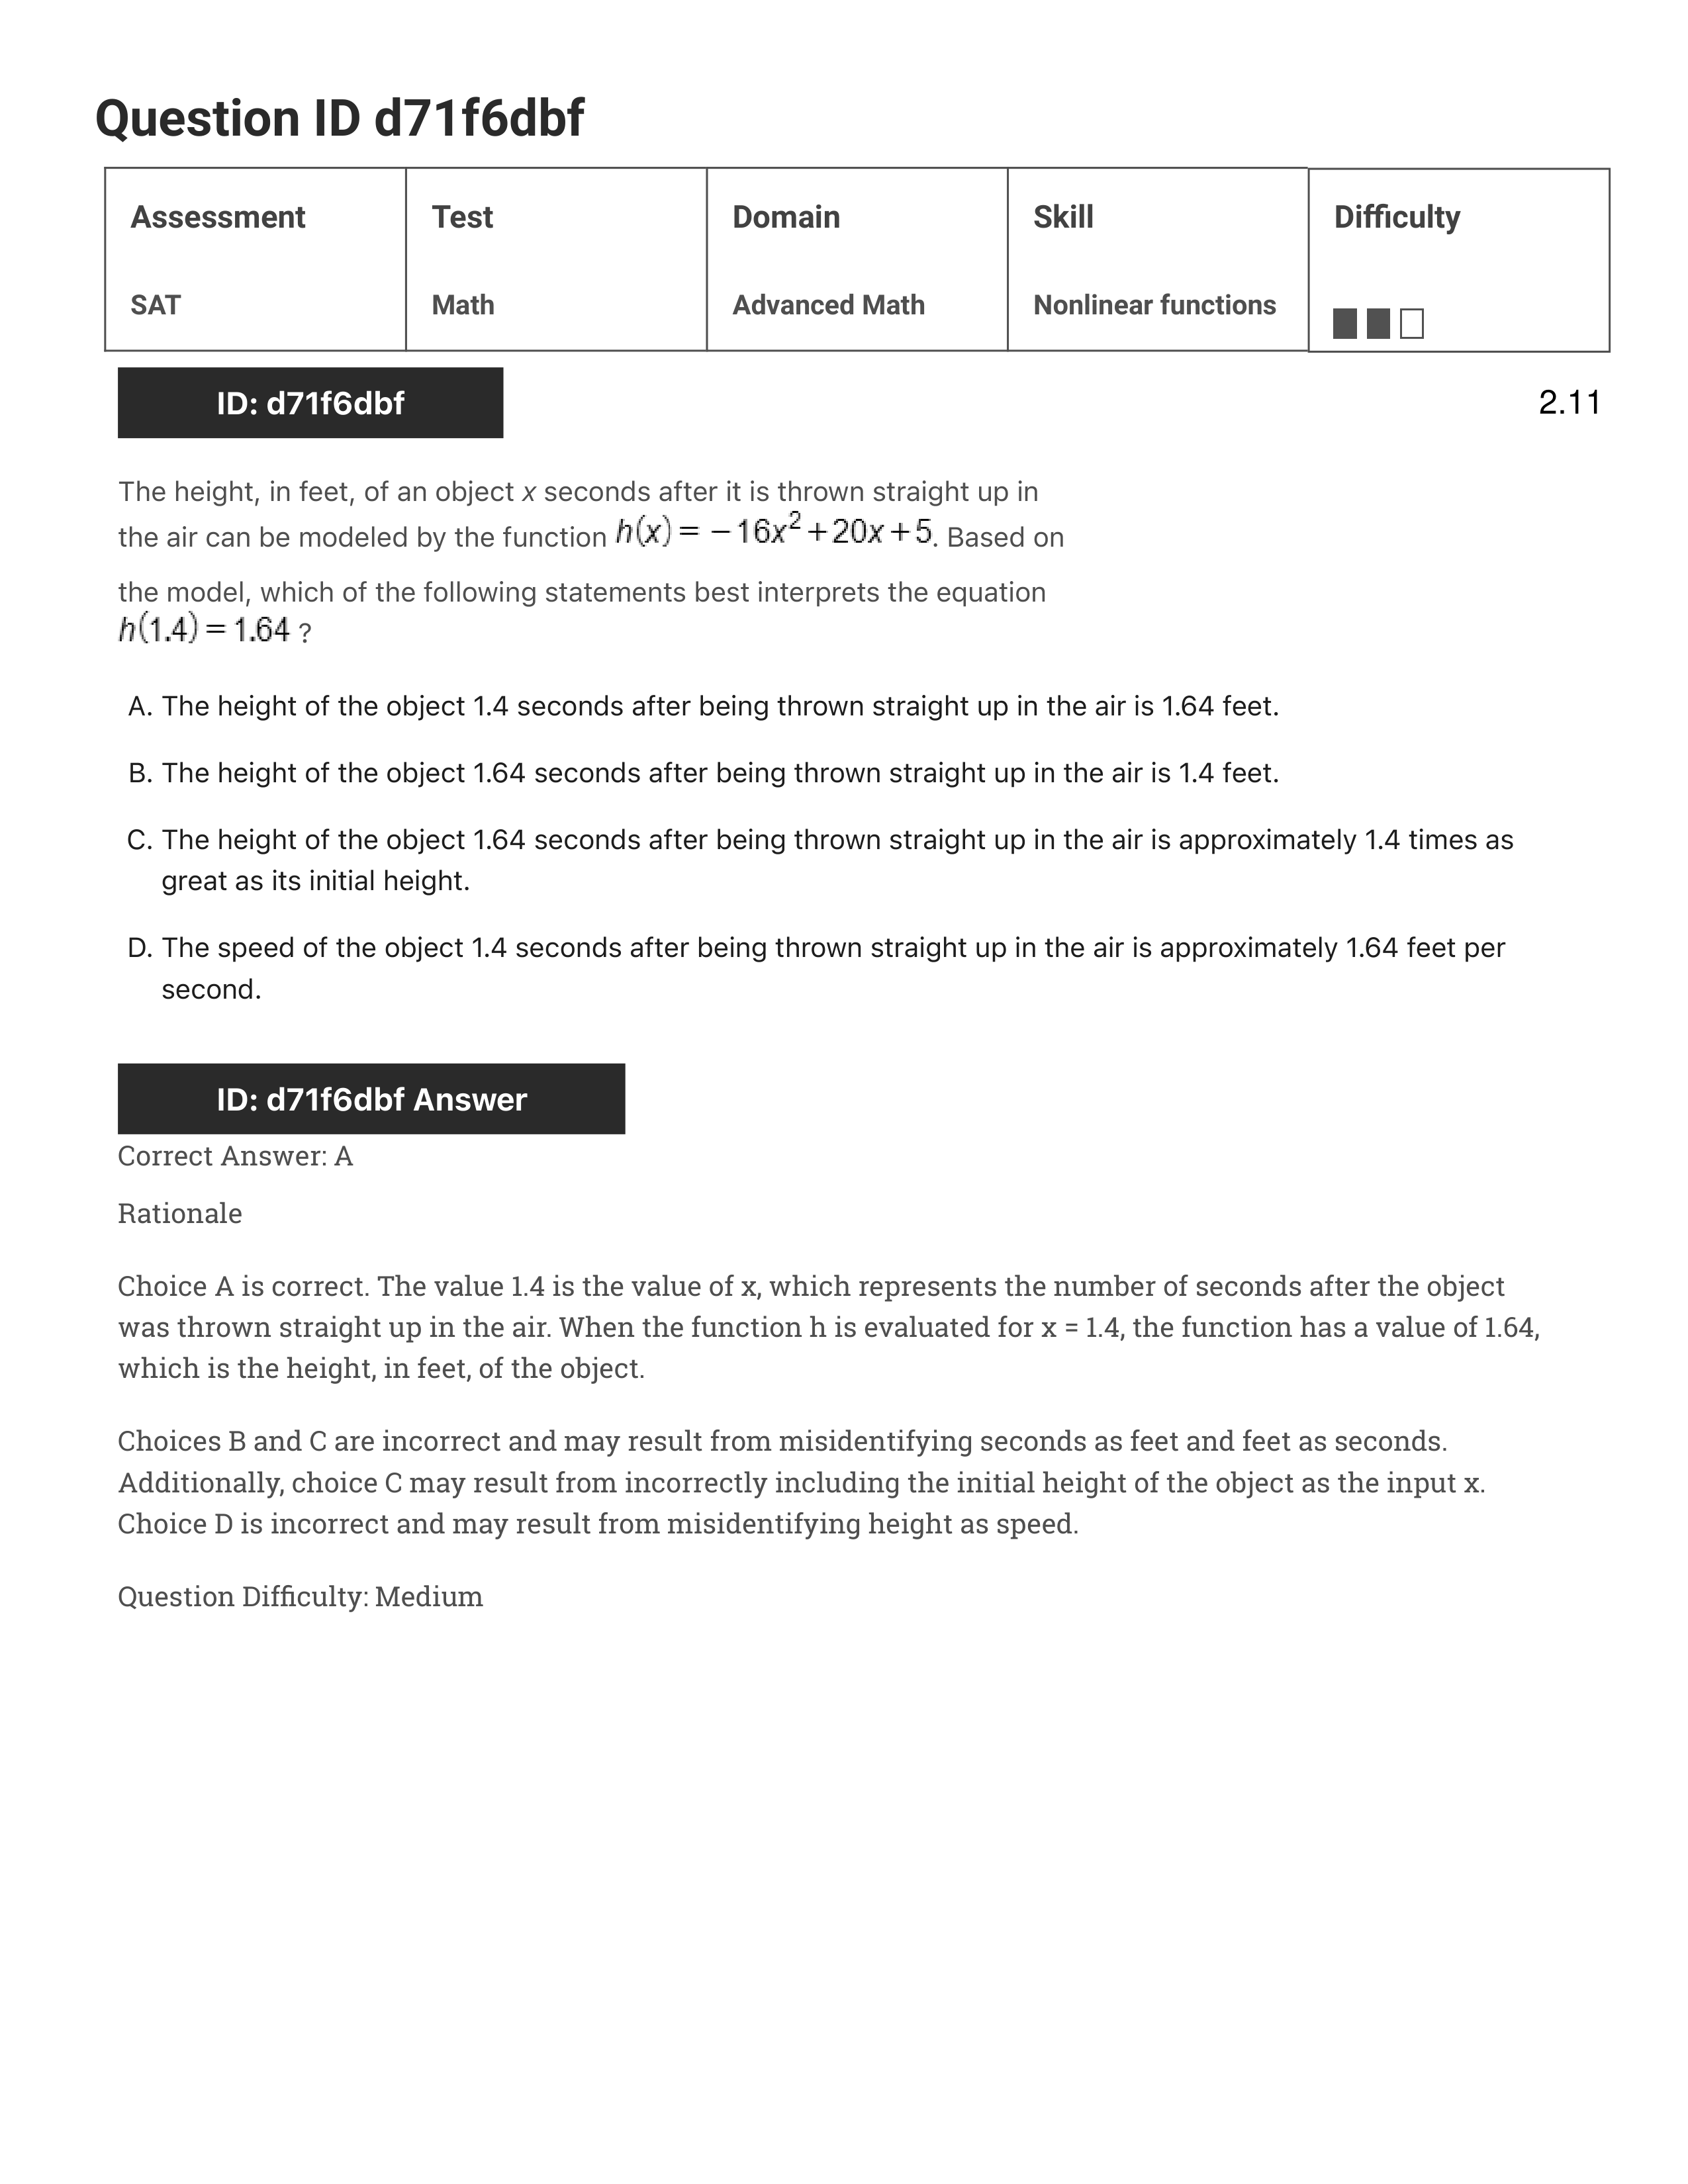 Question ID d71f6dbf
Assessment Test Domain Skill Difficulty
SAT Math Advanced Math Nonlinear functions
ID: d71f6dbf 2.11
The height, in feet, of an object x seconds after it is thrown straight up in
the air can be modeled by the function h(x) = −16x² + 20x + 5. Based on
the model, which of the following statements best interprets the equation
h(1.4) = 1.64 ?
A. The height of the object 1.4 seconds after being thrown straight up in the air is 1.64 feet.
B. The height of the object 1.64 seconds after being thrown straight up in the air is 1.4 feet.
C. The height of the object 1.64 seconds after being thrown straight up in the air is approximately 1.4 times as
great as its initial height.
D. The speed of the object 1.4 seconds after being thrown straight up in the air is approximately 1.64 feet per
second.
ID: d71f6dbf Answer
Correct Answer: A
Rationale
Choice A is correct. The value 1.4 is the value of x, which represents the number of seconds after the object
was thrown straight up in the air. When the function h is evaluated for x = 1.4, the function has a value of 1.64,
which is the height, in feet, of the object.
Choices B and C are incorrect and may result from misidentifying seconds as feet and feet as seconds.
Additionally, choice C may result from incorrectly including the initial height of the object as the input x.
Choice D is incorrect and may result from misidentifying height as speed.
Question Difficulty: Medium